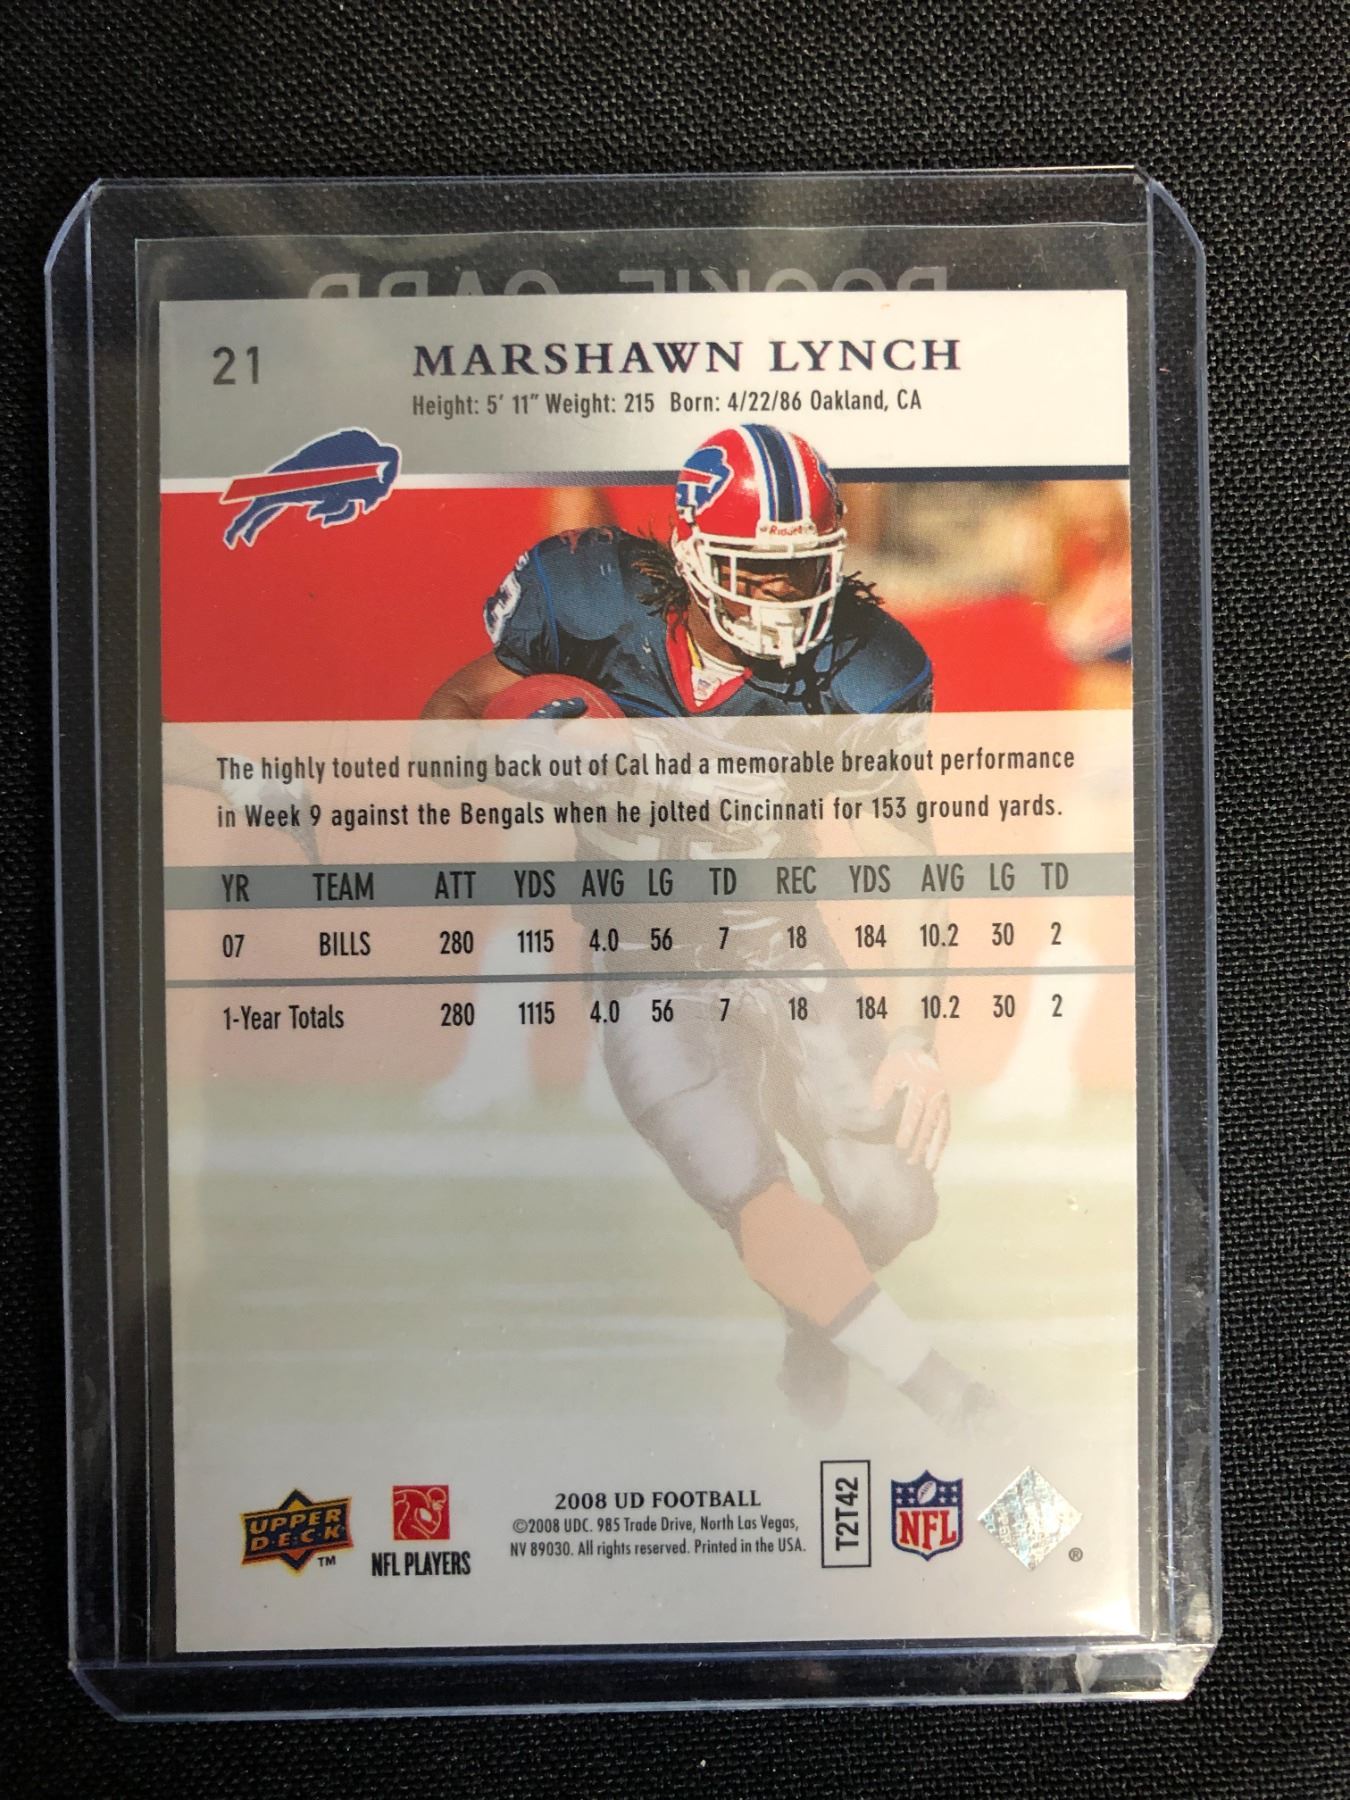 ROOKIE CARD
21
MARSHAWN LYNCH
Height: 5' 11" Weight: 215 Born: 4/22/86 Oakland, CA
Riddell
The highly touted running back out of Cal had a memorable breakout performance
in Week 9 against the Bengals when he jolted Cincinnati for 153 ground yards.
YR TEAM ATT YDS AVG LG TD REC YDS AVG LG TD
07 BILLS 280 1115 4.0 56 7 18 184 10.2 30 2
1-Year Totals 280 1115 4.0 56 7 18 184 10.2 30 2
UPPER
D·E·C·K
TM
NFL PLAYERS
2008 UD FOOTBALL
©2008 UDC. 985 Trade Drive, North Las Vegas,
NV 89030. All rights reserved. Printed in the USA.
T2T42
NFL
®